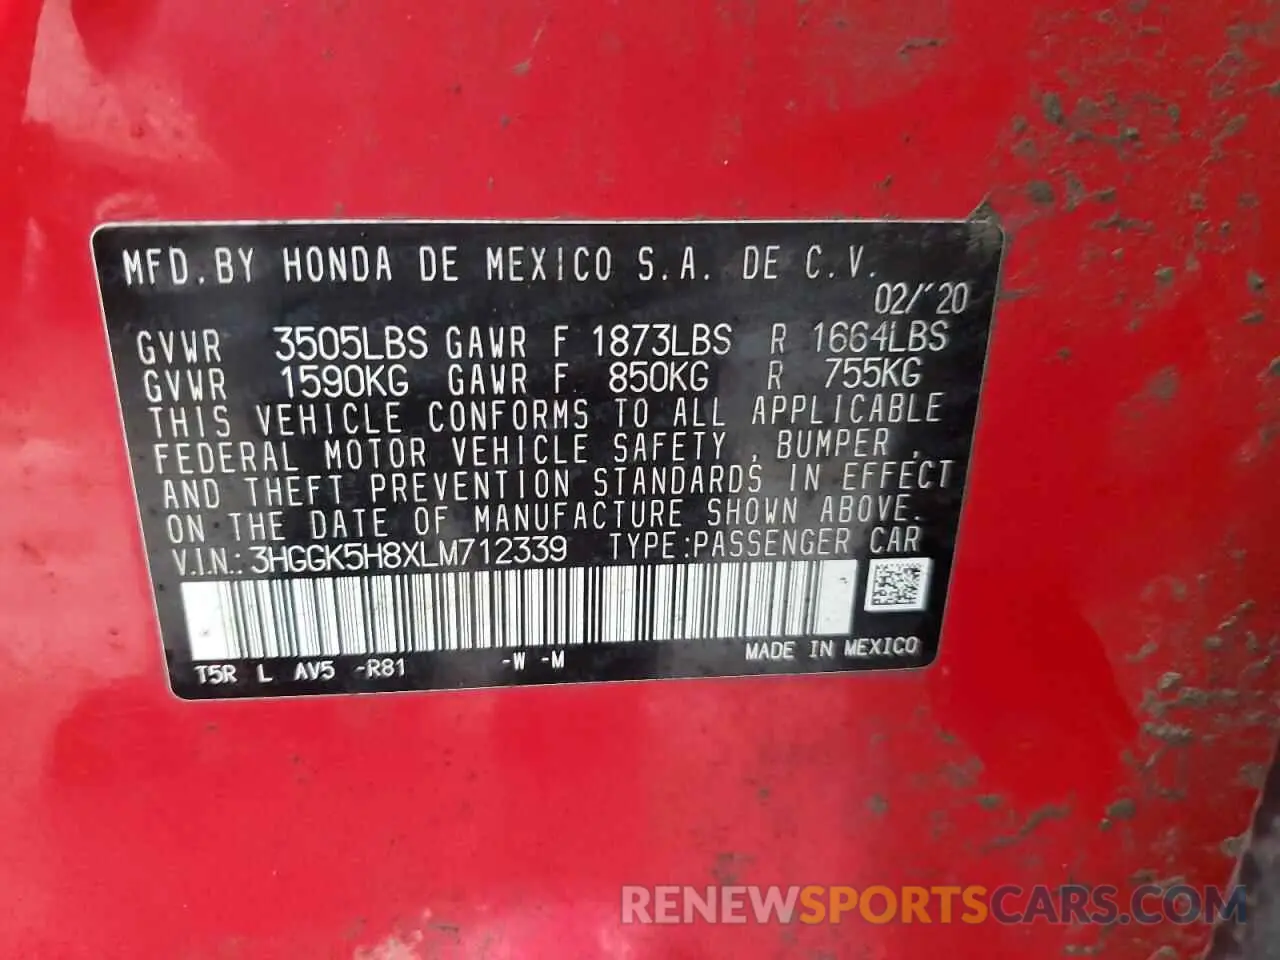 MFD. BY HONDA DE MEXICO S.A. DE C.V.
02/'20
GVWR 3505LBS GAWR F 1873LBS R 1664LBS
GVWR 1590KG GAWR F 850KG R 755KG
THIS VEHICLE CONFORMS TO ALL APPLICABLE
FEDERAL MOTOR VEHICLE SAFETY, BUMPER,
AND THEFT PREVENTION STANDARDS IN EFFECT
ON THE DATE OF MANUFACTURE SHOWN ABOVE.
V.I.N.: 3HGGK5H8XLM712339 TYPE:PASSENGER CAR
T5R L AV5 -R81 -W -M MADE IN MEXICO
RENEWSPORTSCARS.COM